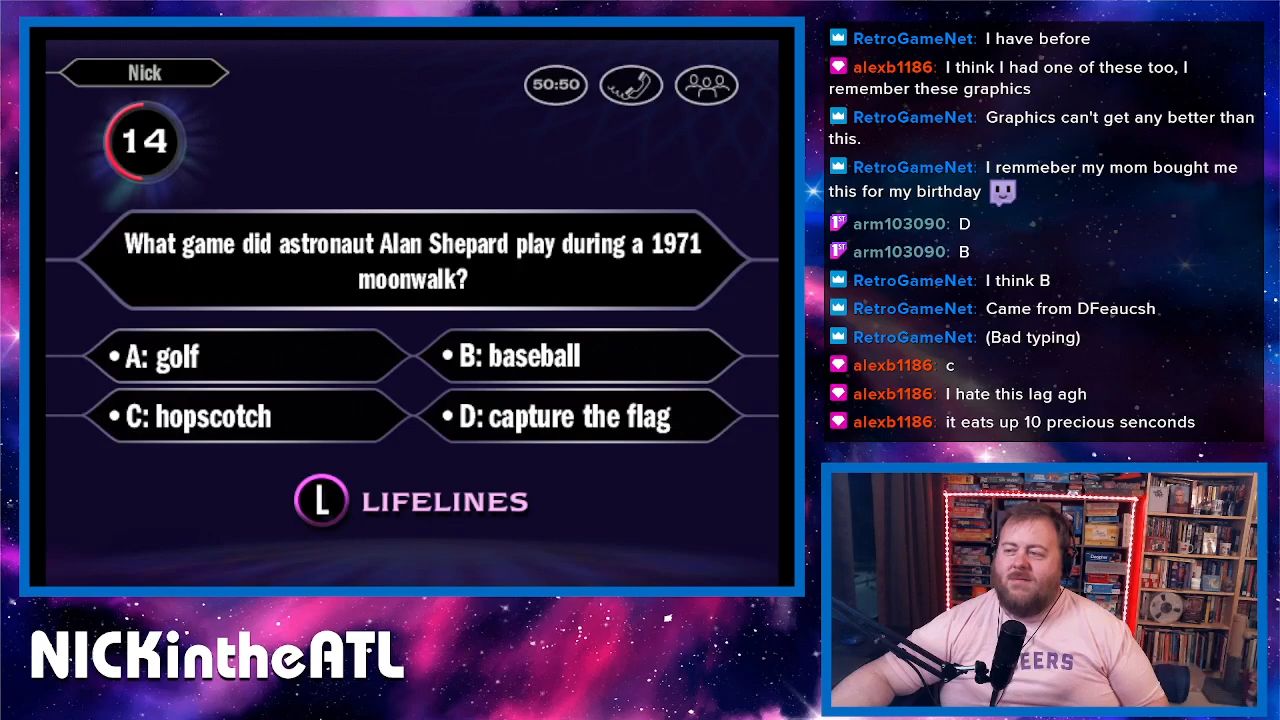 Nick
50:50
14
What game did astronaut Alan Shepard play during a 1971
moonwalk?
• A: golf
• B: baseball
• C: hopscotch
• D: capture the flag
L LIFELINES
NICKintheATL
RetroGameNet: I have before
alexb1186: I think I had one of these too, I
remember these graphics
RetroGameNet: Graphics can't get any better than
this.
RetroGameNet: I remmeber my mom bought me
this for my birthday
1ST arm103090: D
1ST arm103090: B
RetroGameNet: I think B
RetroGameNet: Came from DFeaucsh
RetroGameNet: (Bad typing)
alexb1186: c
alexb1186: I hate this lag agh
alexb1186: it eats up 10 precious senconds